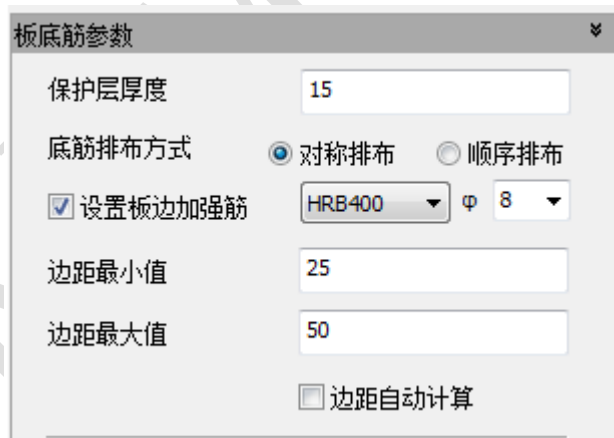 板底筋参数
保护层厚度 15
底筋排布方式 对称排布 顺序排布
设置板边加强筋 HRB400 φ 8
边距最小值 25
边距最大值 50
边距自动计算